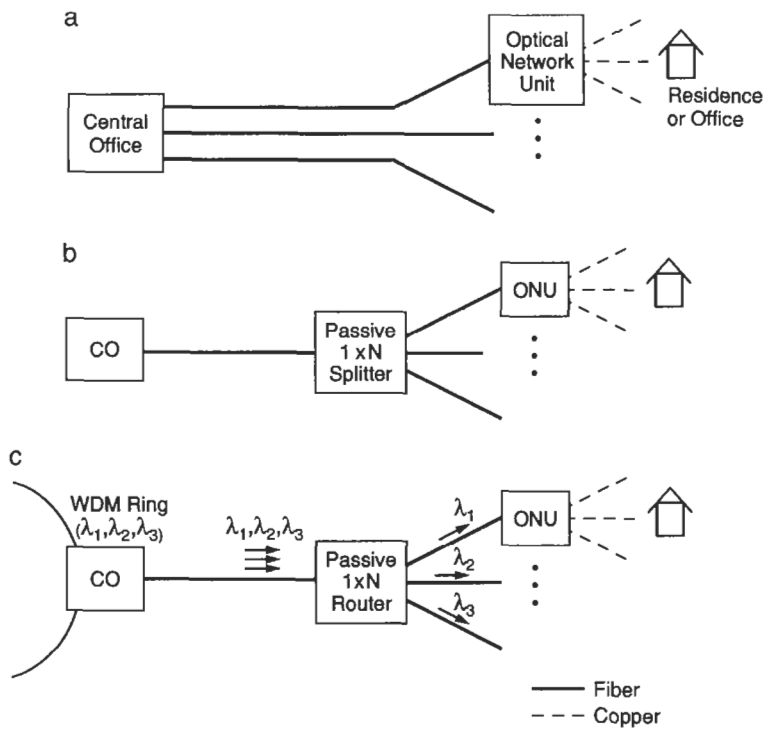 a
Optical
Network
Unit
Residence
or Office
Central
Office
b
ONU
CO
Passive
1 x N
Splitter
c
WDM Ring
(λ1,λ2,λ3)
λ1,λ2,λ3
CO
Passive
1xN
Router
λ1
λ2
λ3
ONU
Fiber
Copper